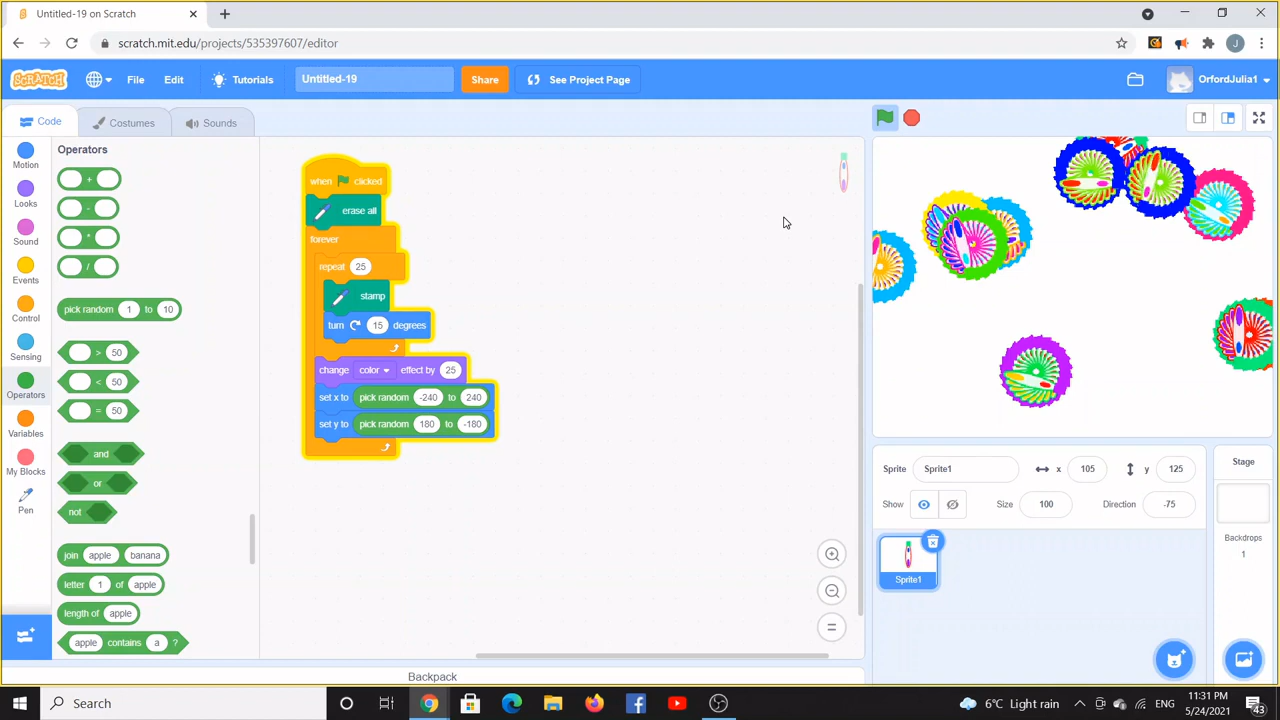 Untitled-19 on Scratch
scratch.mit.edu/projects/535397607/editor
J
SCRATCH
File
Edit
Tutorials
Untitled-19
Share
See Project Page
OrfordJulia1
Code
Costumes
Sounds
Motion
Looks
Sound
Events
Control
Sensing
Operators
Variables
My Blocks
Pen
Operators
+
-
*
/
pick random 1 to 10
> 50
< 50
= 50
and
or
not
join apple banana
letter 1 of apple
length of apple
apple contains a ?
when clicked
erase all
forever
repeat 25
stamp
turn 15 degrees
change color effect by 25
set x to pick random -240 to 240
set y to pick random 180 to -180
Sprite Sprite1 x 105 y 125
Show Size 100 Direction -75
Sprite1
Stage
Backdrops
1
Backpack
Search
6°C Light rain
ENG
11:31 PM
5/24/2021
43